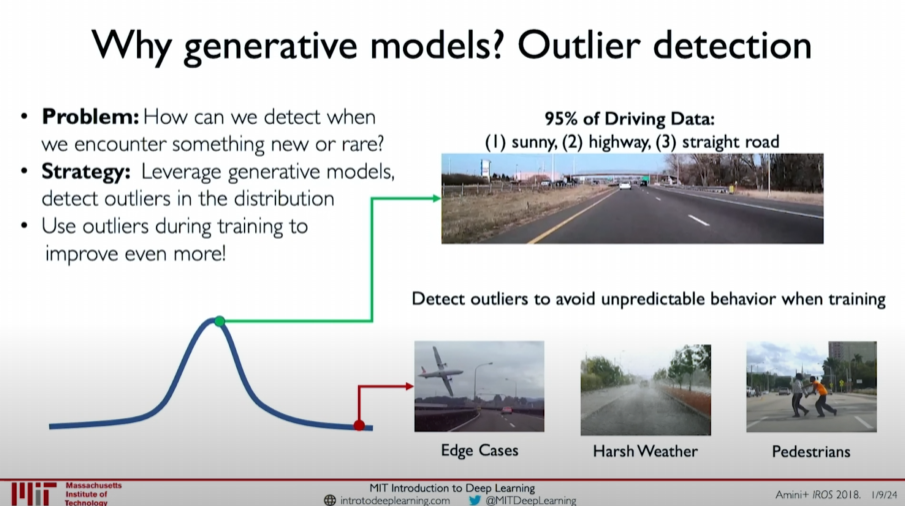 Why generative models? Outlier detection
• Problem: How can we detect when
we encounter something new or rare?
• Strategy: Leverage generative models,
detect outliers in the distribution
• Use outliers during training to
improve even more!
95% of Driving Data:
(1) sunny, (2) highway, (3) straight road
Detect outliers to avoid unpredictable behavior when training
Edge Cases
Harsh Weather
Pedestrians
Massachusetts
Institute of
Technology
MIT Introduction to Deep Learning
introtodeeplearning.com @MITDeepLearning
Amini+ IROS 2018. 1/9/24